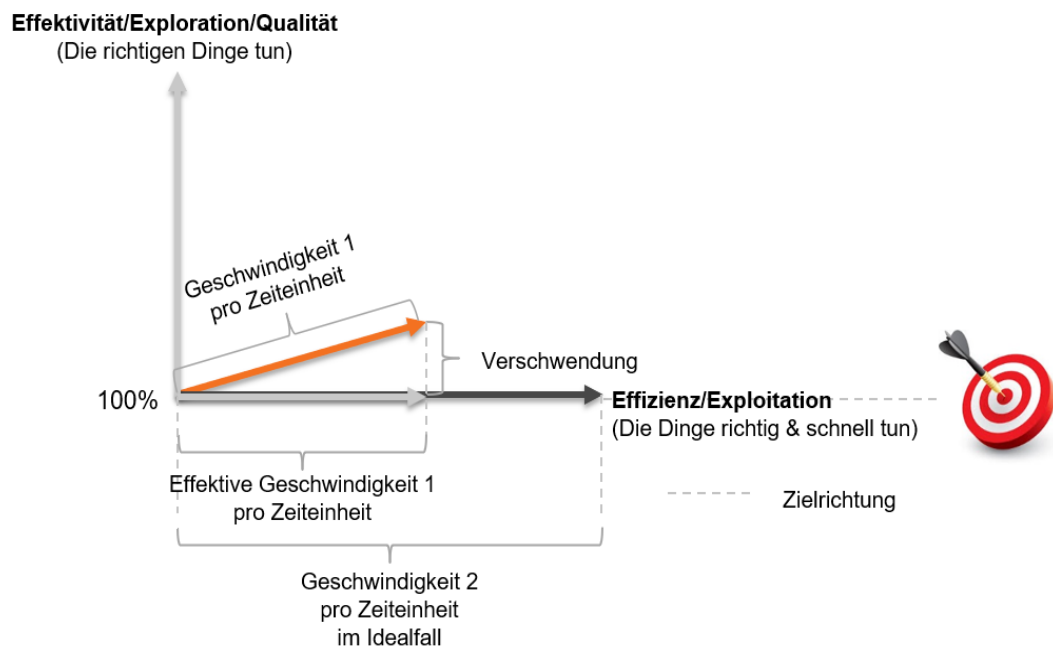 Effektivität/Exploration/Qualität
(Die richtigen Dinge tun)
Geschwindigkeit 1
pro Zeiteinheit
Verschwendung
100%
Effizienz/Exploitation
(Die Dinge richtig & schnell tun)
Effektive Geschwindigkeit 1
pro Zeiteinheit
Zielrichtung
Geschwindigkeit 2
pro Zeiteinheit
im Idealfall